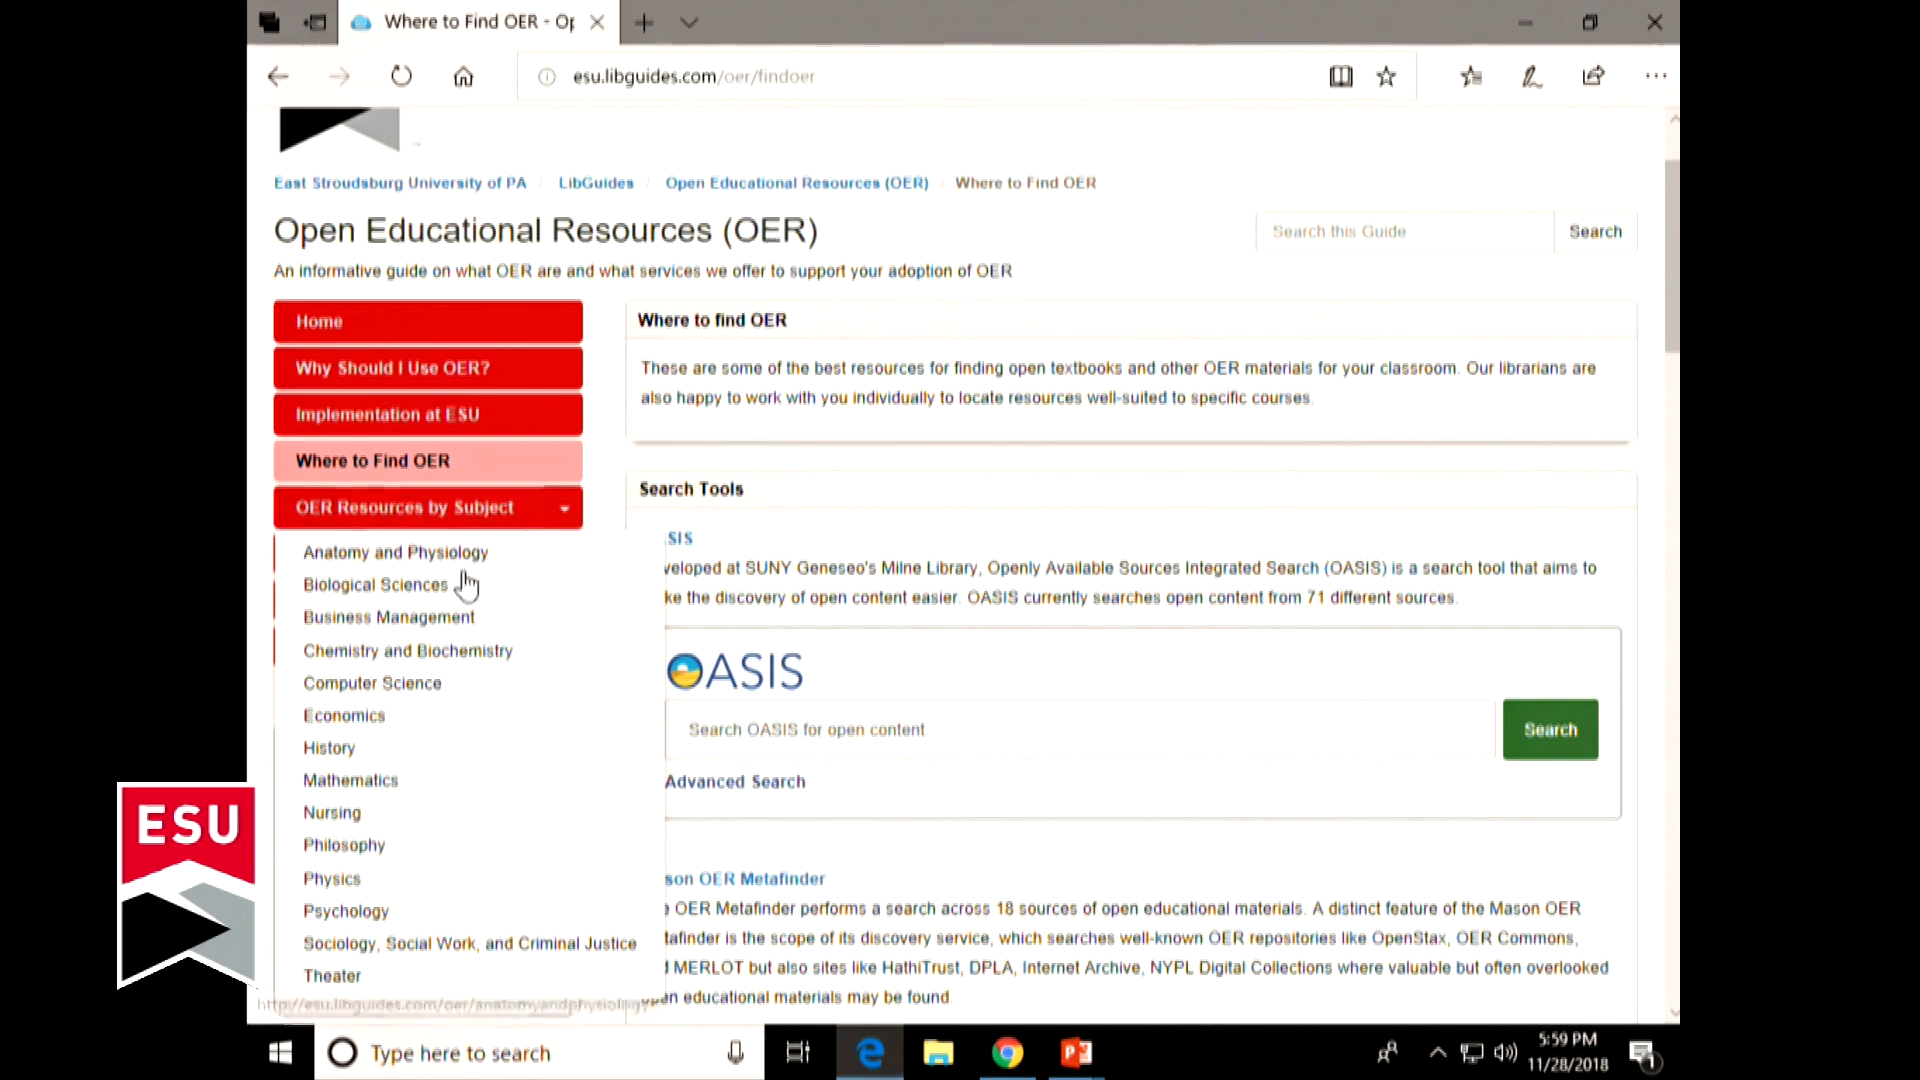 Where to Find OER - Op
esu.libguides.com/oer/findoer
East Stroudsburg University of PA / LibGuides / Open Educational Resources (OER) / Where to Find OER
Open Educational Resources (OER)
Search this Guide
Search
An informative guide on what OER are and what services we offer to support your adoption of OER
Home
Why Should I Use OER?
Implementation at ESU
Where to Find OER
OER Resources by Subject
Anatomy and Physiology
Biological Sciences
Business Management
Chemistry and Biochemistry
Computer Science
Economics
History
Mathematics
Nursing
Philosophy
Physics
Psychology
Sociology, Social Work, and Criminal Justice
Theater
http://esu.libguides.com/oer/anatomyandphysiology
Where to find OER
These are some of the best resources for finding open textbooks and other OER materials for your classroom. Our librarians are
also happy to work with you individually to locate resources well-suited to specific courses.
Search Tools
SIS
veloped at SUNY Geneseo's Milne Library, Openly Available Sources Integrated Search (OASIS) is a search tool that aims to
ke the discovery of open content easier. OASIS currently searches open content from 71 different sources.
OASIS
Search OASIS for open content
Search
Advanced Search
son OER Metafinder
OER Metafinder performs a search across 18 sources of open educational materials. A distinct feature of the Mason OER
tafinder is the scope of its discovery service, which searches well-known OER repositories like OpenStax, OER Commons,
MERLOT but also sites like HathiTrust, DPLA, Internet Archive, NYPL Digital Collections where valuable but often overlooked
en educational materials may be found.
ESU
Type here to search
5:59 PM
11/28/2018
1